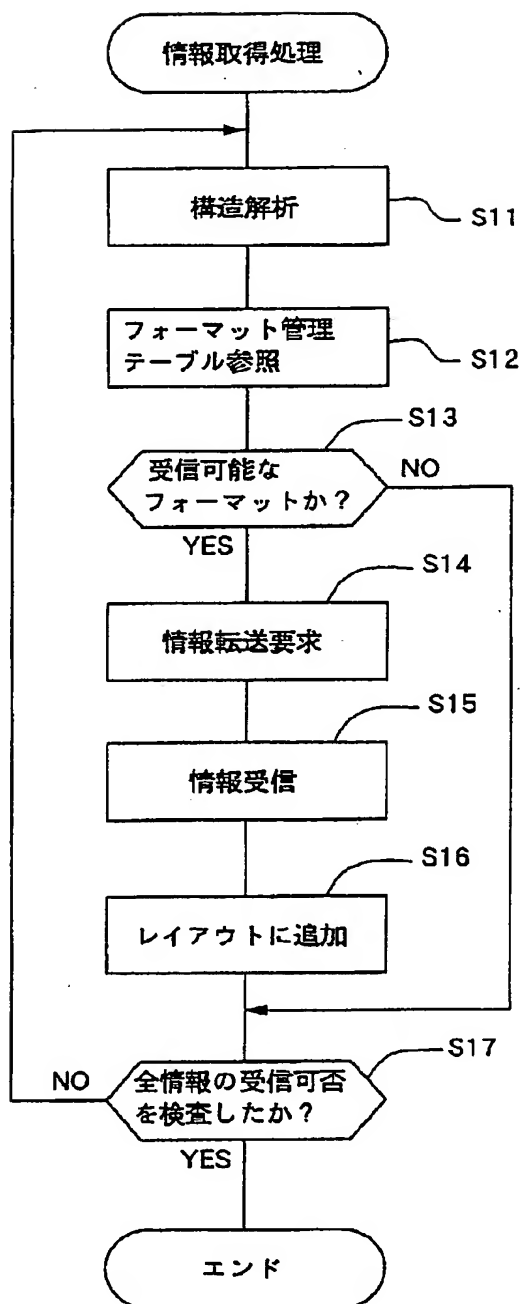 情報取得処理
構造解析
S11
フォーマット管理
テーブル参照
S12
S13
受信可能な
フォーマットか?
NO
YES
S14
情報転送要求
S15
情報受信
S16
レイアウトに追加
S17
NO
全情報の受信可否
を検査したか?
YES
エンド